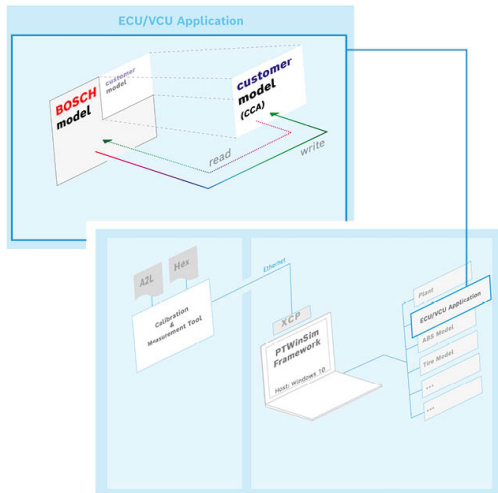 ECU/VCU Application
BOSCH
model
customer
model
customer
model
(CCA)
read
write
A2L
Hex
Calibration
&
Measurement Tool
Ethernet
XCP
PTWinSim
Framework
Host: Windows 10
Plant
ECU/VCU Application
ABS Model
Tire Model
...
...